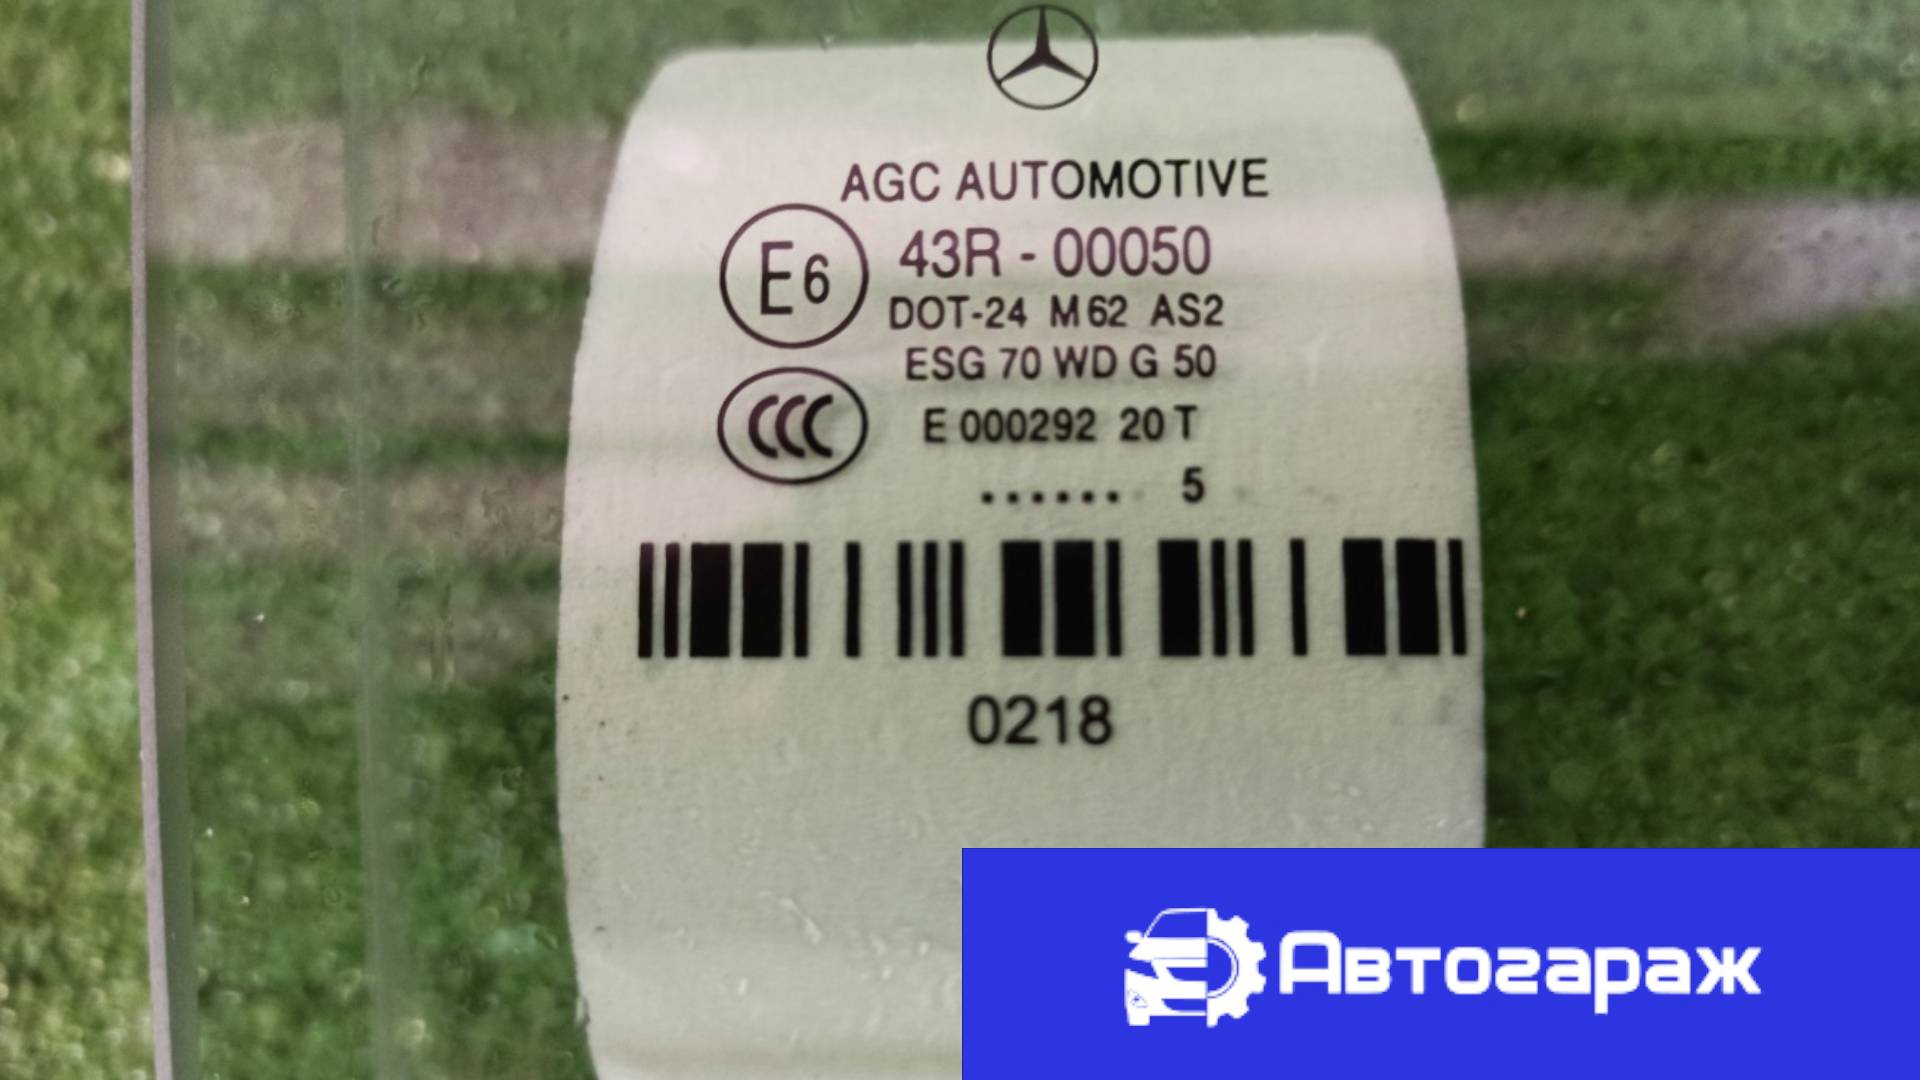 AGC AUTOMOTIVE
E6 43R - 00050
DOT-24 M62 AS2
ESG 70 WD G 50
CCC E 000292 20 T
...... 5
0218
Автогараж